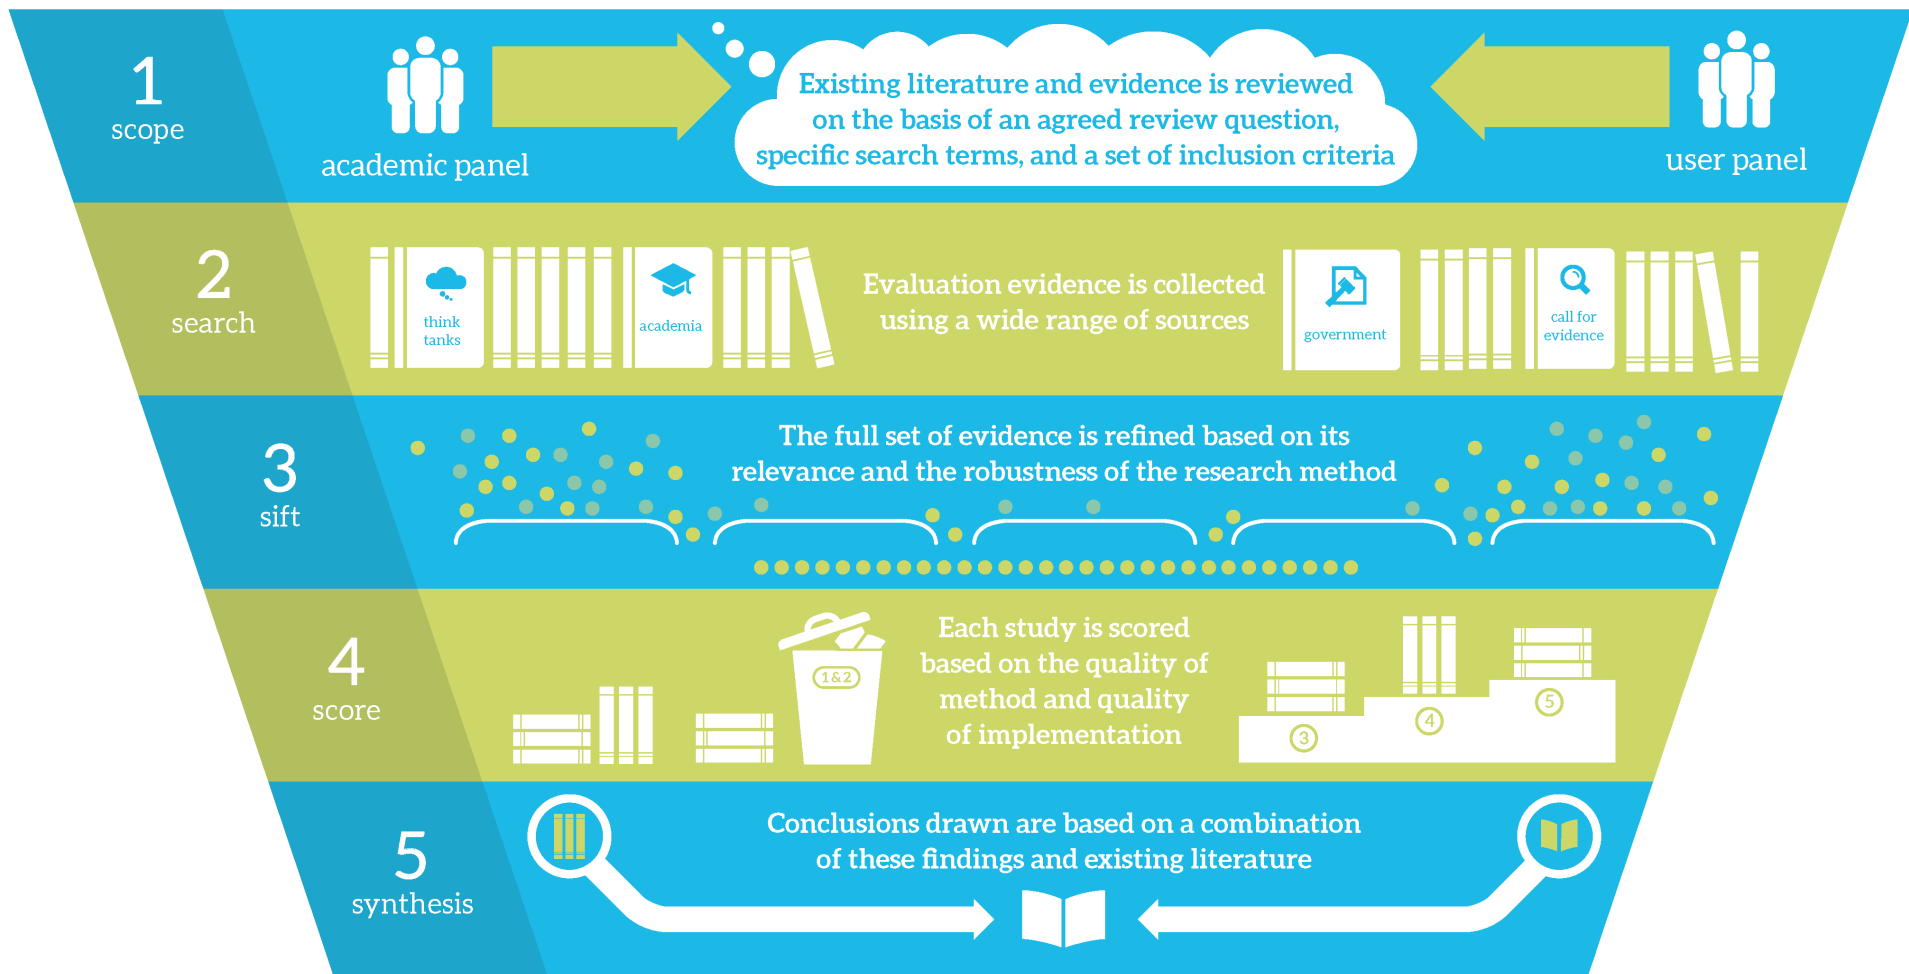 1
scope
academic panel
Existing literature and evidence is reviewed
on the basis of an agreed review question,
specific search terms, and a set of inclusion criteria
user panel
2
search
think
tanks
academia
Evaluation evidence is collected
using a wide range of sources
government
call for
evidence
3
sift
The full set of evidence is refined based on its
relevance and the robustness of the research method
4
score
1 & 2
Each study is scored
based on the quality of
method and quality
of implementation
3
4
5
5
synthesis
Conclusions drawn are based on a combination
of these findings and existing literature